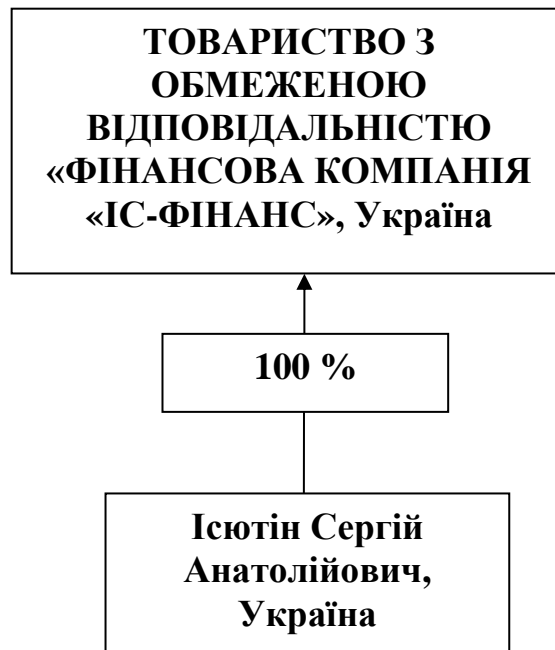 ТОВАРИСТВО З
ОБМЕЖЕНОЮ
ВІДПОВІДАЛЬНІСТЮ
«ФІНАНСОВА КОМПАНІЯ
«ІС-ФІНАНС», Україна
100 %
Ісютін Сергій
Анатолійович,
Україна